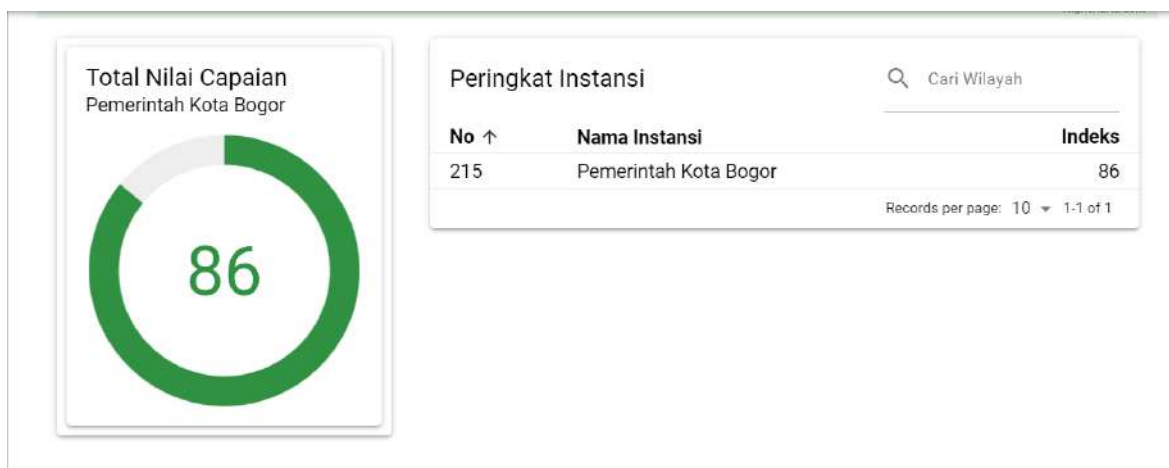 Total Nilai Capaian
Pemerintah Kota Bogor
86
Peringkat Instansi
Cari Wilayah
No ↑ Nama Instansi Indeks
215 Pemerintah Kota Bogor 86
Records per page: 10 1-1 of 1